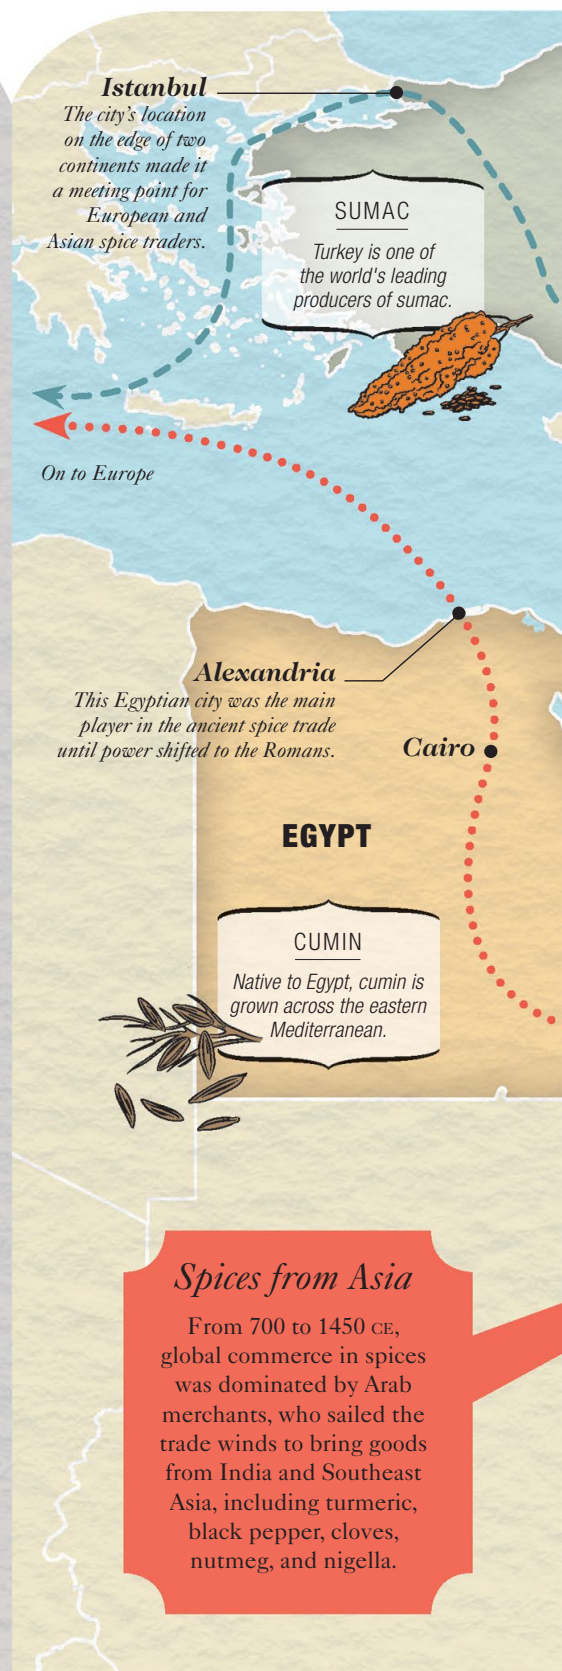 Istanbul
The city’s location
on the edge of two
continents made it
a meeting point for
European and
Asian spice traders.
SUMAC
Turkey is one of
the world's leading
producers of sumac.
On to Europe
Alexandria
This Egyptian city was the main
player in the ancient spice trade
until power shifted to the Romans.
Cairo
EGYPT
CUMIN
Native to Egypt, cumin is
grown across the eastern
Mediterranean.
Spices from Asia
From 700 to 1450 CE,
global commerce in spices
was dominated by Arab
merchants, who sailed the
trade winds to bring goods
from India and Southeast
Asia, including turmeric,
black pepper, cloves,
nutmeg, and nigella.